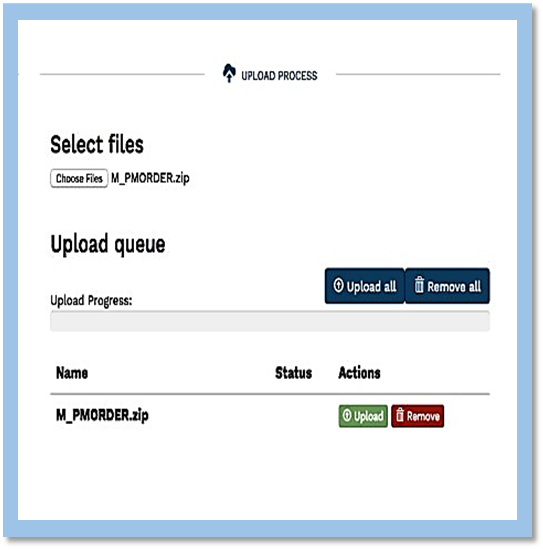 UPLOAD PROCESS
Select files
Choose Files M_PMORDER.zip
Upload queue
Upload all Remove all
Upload Progress:
Name Status Actions
M_PMORDER.zip Upload Remove